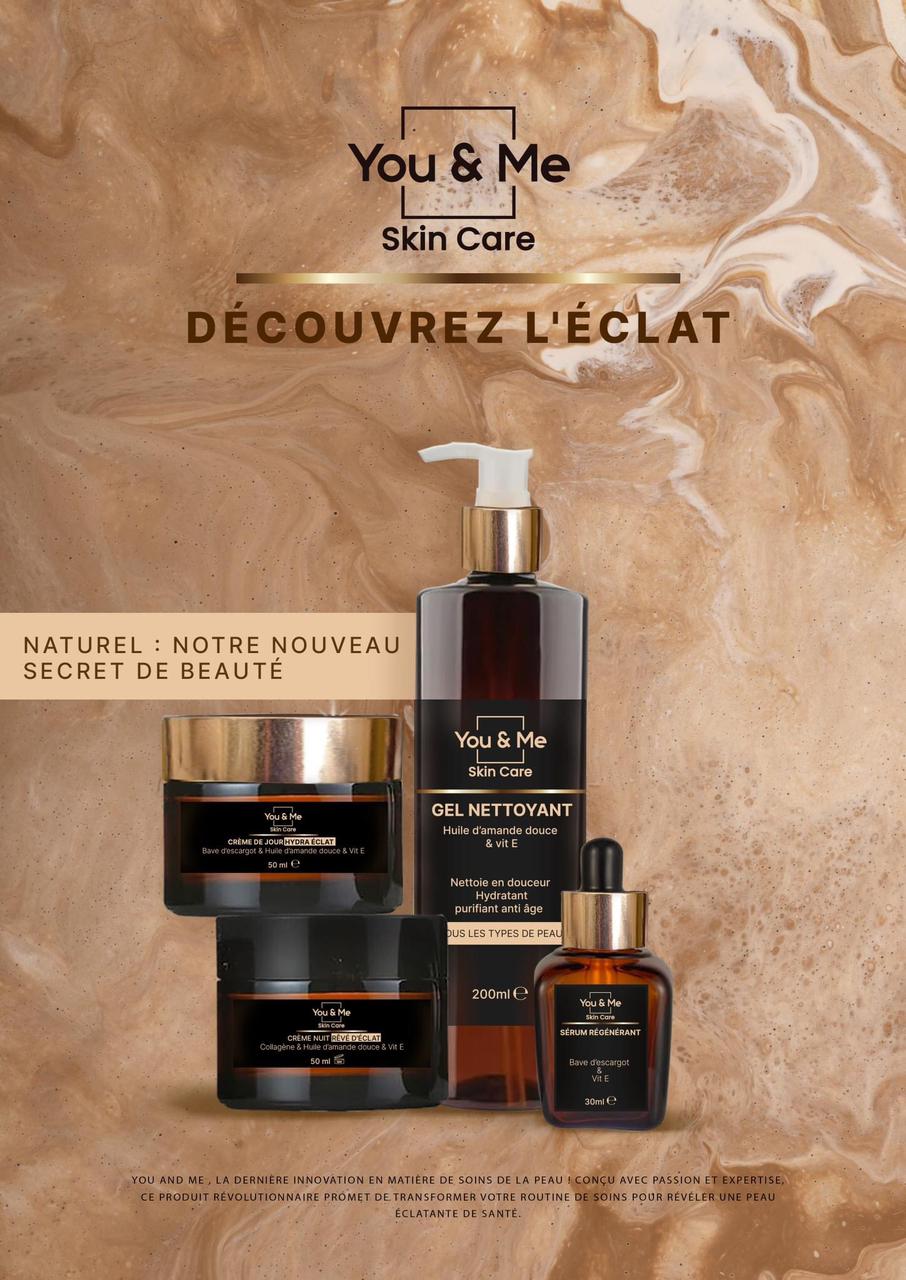 You & Me
Skin Care
DÉCOUVREZ L'ÉCLAT
NATUREL : NOTRE NOUVEAU
SECRET DE BEAUTÉ
You & Me
Skin Care
GEL NETTOYANT
Huile d'amande douce
& vit E
Nettoie en douceur
Hydratant
purifiant anti âge
OUS LES TYPES DE PEAU
200ml ℮
You & Me
Skin Care
CRÈME DE JOUR HYDRA ÉCLAT
Bave d'escargot & Huile d'amande douce & Vit E
50 ml ℮
You & Me
Skin Care
CRÈME NUIT RÊVE D'ÉCLAT
Collagène & Huile d'amande douce & Vit E
50 ml
You & Me
Skin Care
SÉRUM RÉGÉNÉRANT
Bave d'escargot
&
Vit E
30ml ℮
YOU AND ME , LA DERNIÈRE INNOVATION EN MATIÈRE DE SOINS DE LA PEAU ! CONÇU AVEC PASSION ET EXPERTISE,
CE PRODUIT RÉVOLUTIONNAIRE PROMET DE TRANSFORMER VOTRE ROUTINE DE SOINS POUR RÉVÉLER UNE PEAU
ÉCLATANTE DE SANTÉ.